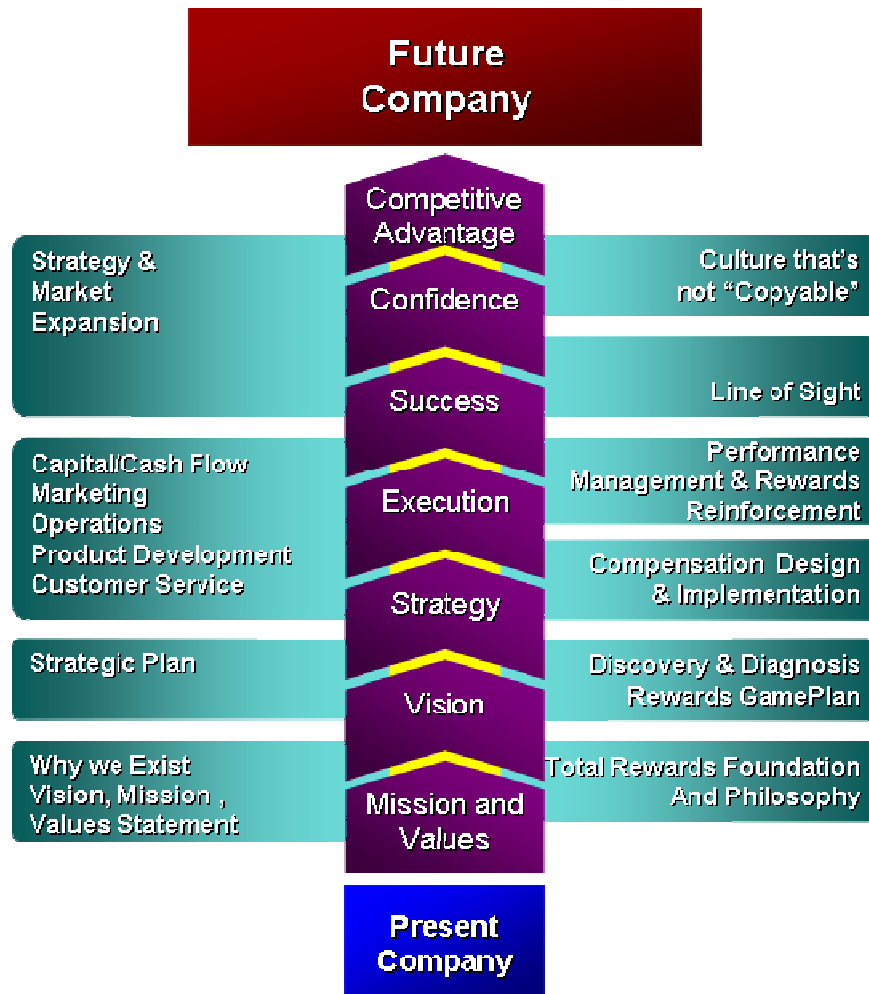 Future
Company
Competitive
Advantage
Strategy &
Market
Expansion
Culture that's
not “Copyable”
Confidence
Success
Line of Sight
Capital/Cash Flow
Marketing
Operations
Product Development
Customer Service
Execution
Performance
Management & Rewards
Reinforcement
Strategy
Compensation Design
& Implementation
Strategic Plan
Vision
Discovery & Diagnosis
Rewards GamePlan
Why we Exist
Vision, Mission ,
Values Statement
Mission and
Values
Total Rewards Foundation
And Philosophy
Present
Company